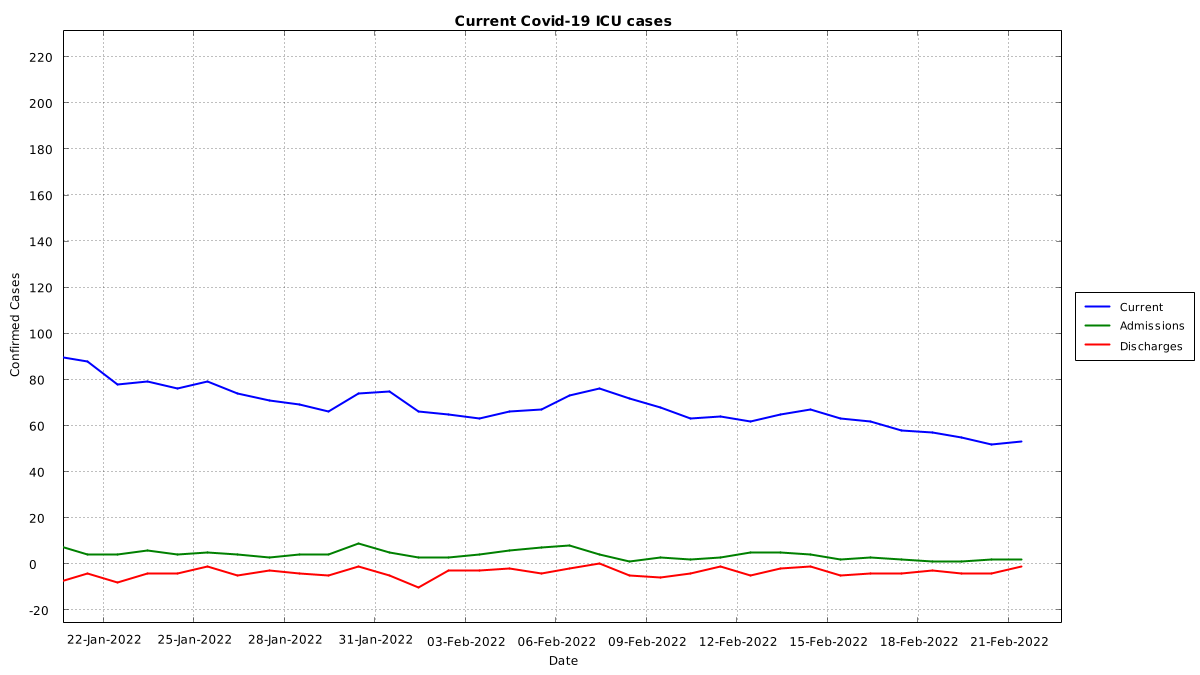 Current Covid-19 ICU cases
220
200
180
160
140
120
100
80
60
40
20
0
-20
Confirmed Cases
22-Jan-2022 25-Jan-2022 28-Jan-2022 31-Jan-2022 03-Feb-2022 06-Feb-2022 09-Feb-2022 12-Feb-2022 15-Feb-2022 18-Feb-2022 21-Feb-2022
Date
Current
Admissions
Discharges